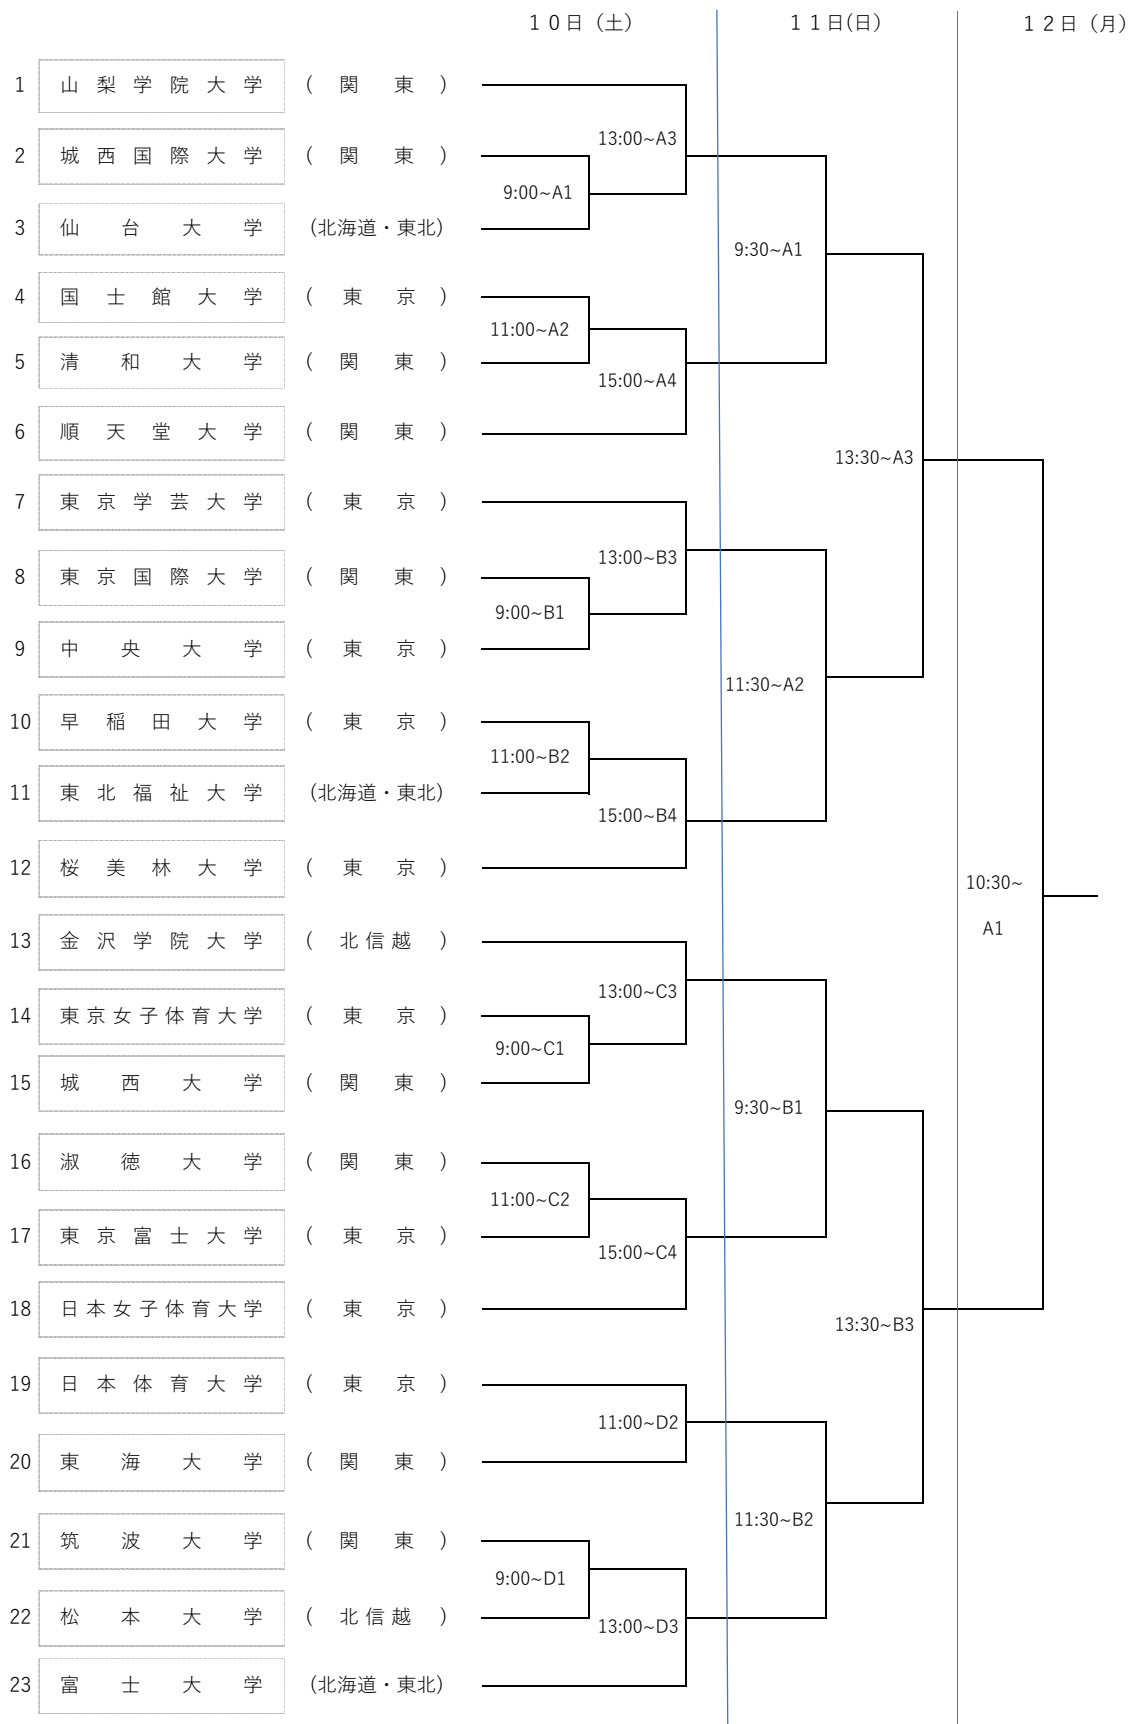 １０日（土） １１日(日） １２日（月）
1 山梨学院大学 （関東）
13:00~A3
2 城西国際大学 （関東）
9:00~A1
3 仙台大学 （北海道・東北）
9:30~A1
4 国士館大学 （東京）
11:00~A2
5 清和大学 （関東）
15:00~A4
6 順天堂大学 （関東）
13:30~A3
7 東京学芸大学 （東京）
13:00~B3
8 東京国際大学 （関東）
9:00~B1
9 中央大学 （東京）
11:30~A2
10 早稲田大学 （東京）
11:00~B2
11 東北福祉大学 （北海道・東北）
15:00~B4
12 桜美林大学 （東京）
10:30~
A1
13 金沢学院大学 （北信越）
13:00~C3
14 東京女子体育大学 （東京）
9:00~C1
15 城西大学 （関東）
9:30~B1
16 淑徳大学 （関東）
11:00~C2
17 東京富士大学 （東京）
15:00~C4
18 日本女子体育大学 （東京）
13:30~B3
19 日本体育大学 （東京）
11:00~D2
20 東海大学 （関東）
11:30~B2
21 筑波大学 （関東）
9:00~D1
22 松本大学 （北信越）
13:00~D3
23 富士大学 （北海道・東北）